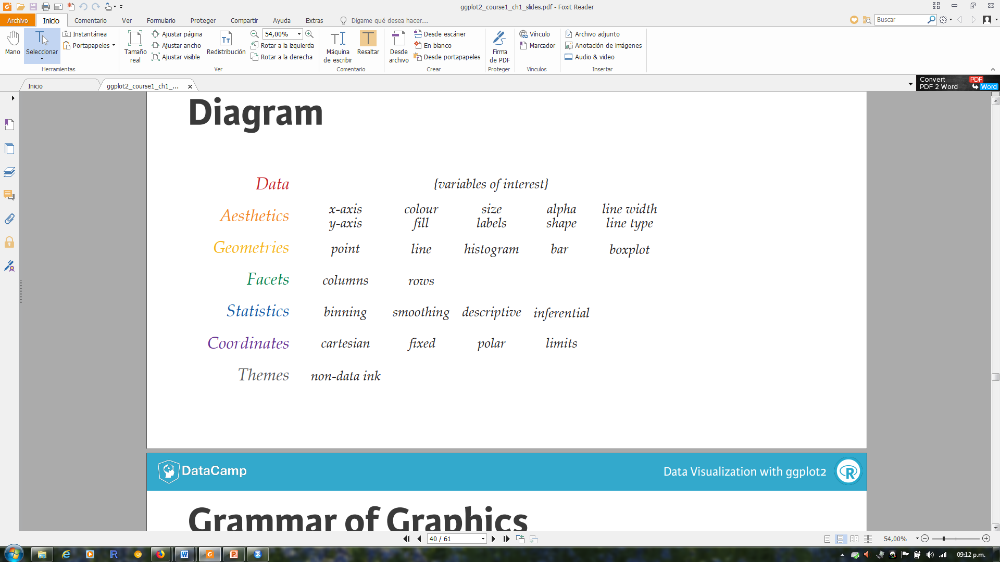 ggplot2_course1_ch1_slides.pdf - Foxit Reader
Archivo Inicio Comentario Ver Formulario Proteger Compartir Ayuda Extras Dígame qué desea hacer... Buscar
Mano
Seleccionar
Instantánea
Portapapeles
Herramientas
Tamaño
real
Ajustar página
Ajustar ancho
Ajustar visible
Redistribución
54,00%
Rotar a la izquierda
Rotar a la derecha
Ver
Máquina
de escribir
Resaltar
Comentario
Desde
archivo
Desde escáner
En blanco
Desde portapapeles
Crear
Firma
de PDF
Proteger
Vínculo
Marcador
Vínculos
Archivo adjunto
Anotación de imágenes
Audio & video
Insertar
Inicio ggplot2_course1_ch1_...
Convert PDF
PDF 2 Word Word
Diagram
Data {variables of interest}
Aesthetics
x-axis colour size alpha line width
y-axis fill labels shape line type
Geometries point line histogram bar boxplot
Facets columns rows
Statistics binning smoothing descriptive inferential
Coordinates cartesian fixed polar limits
Themes non-data ink
DataCamp Data Visualization with ggplot2 R
Grammar of Graphics
40 / 61 54,00%
09:12 p.m.